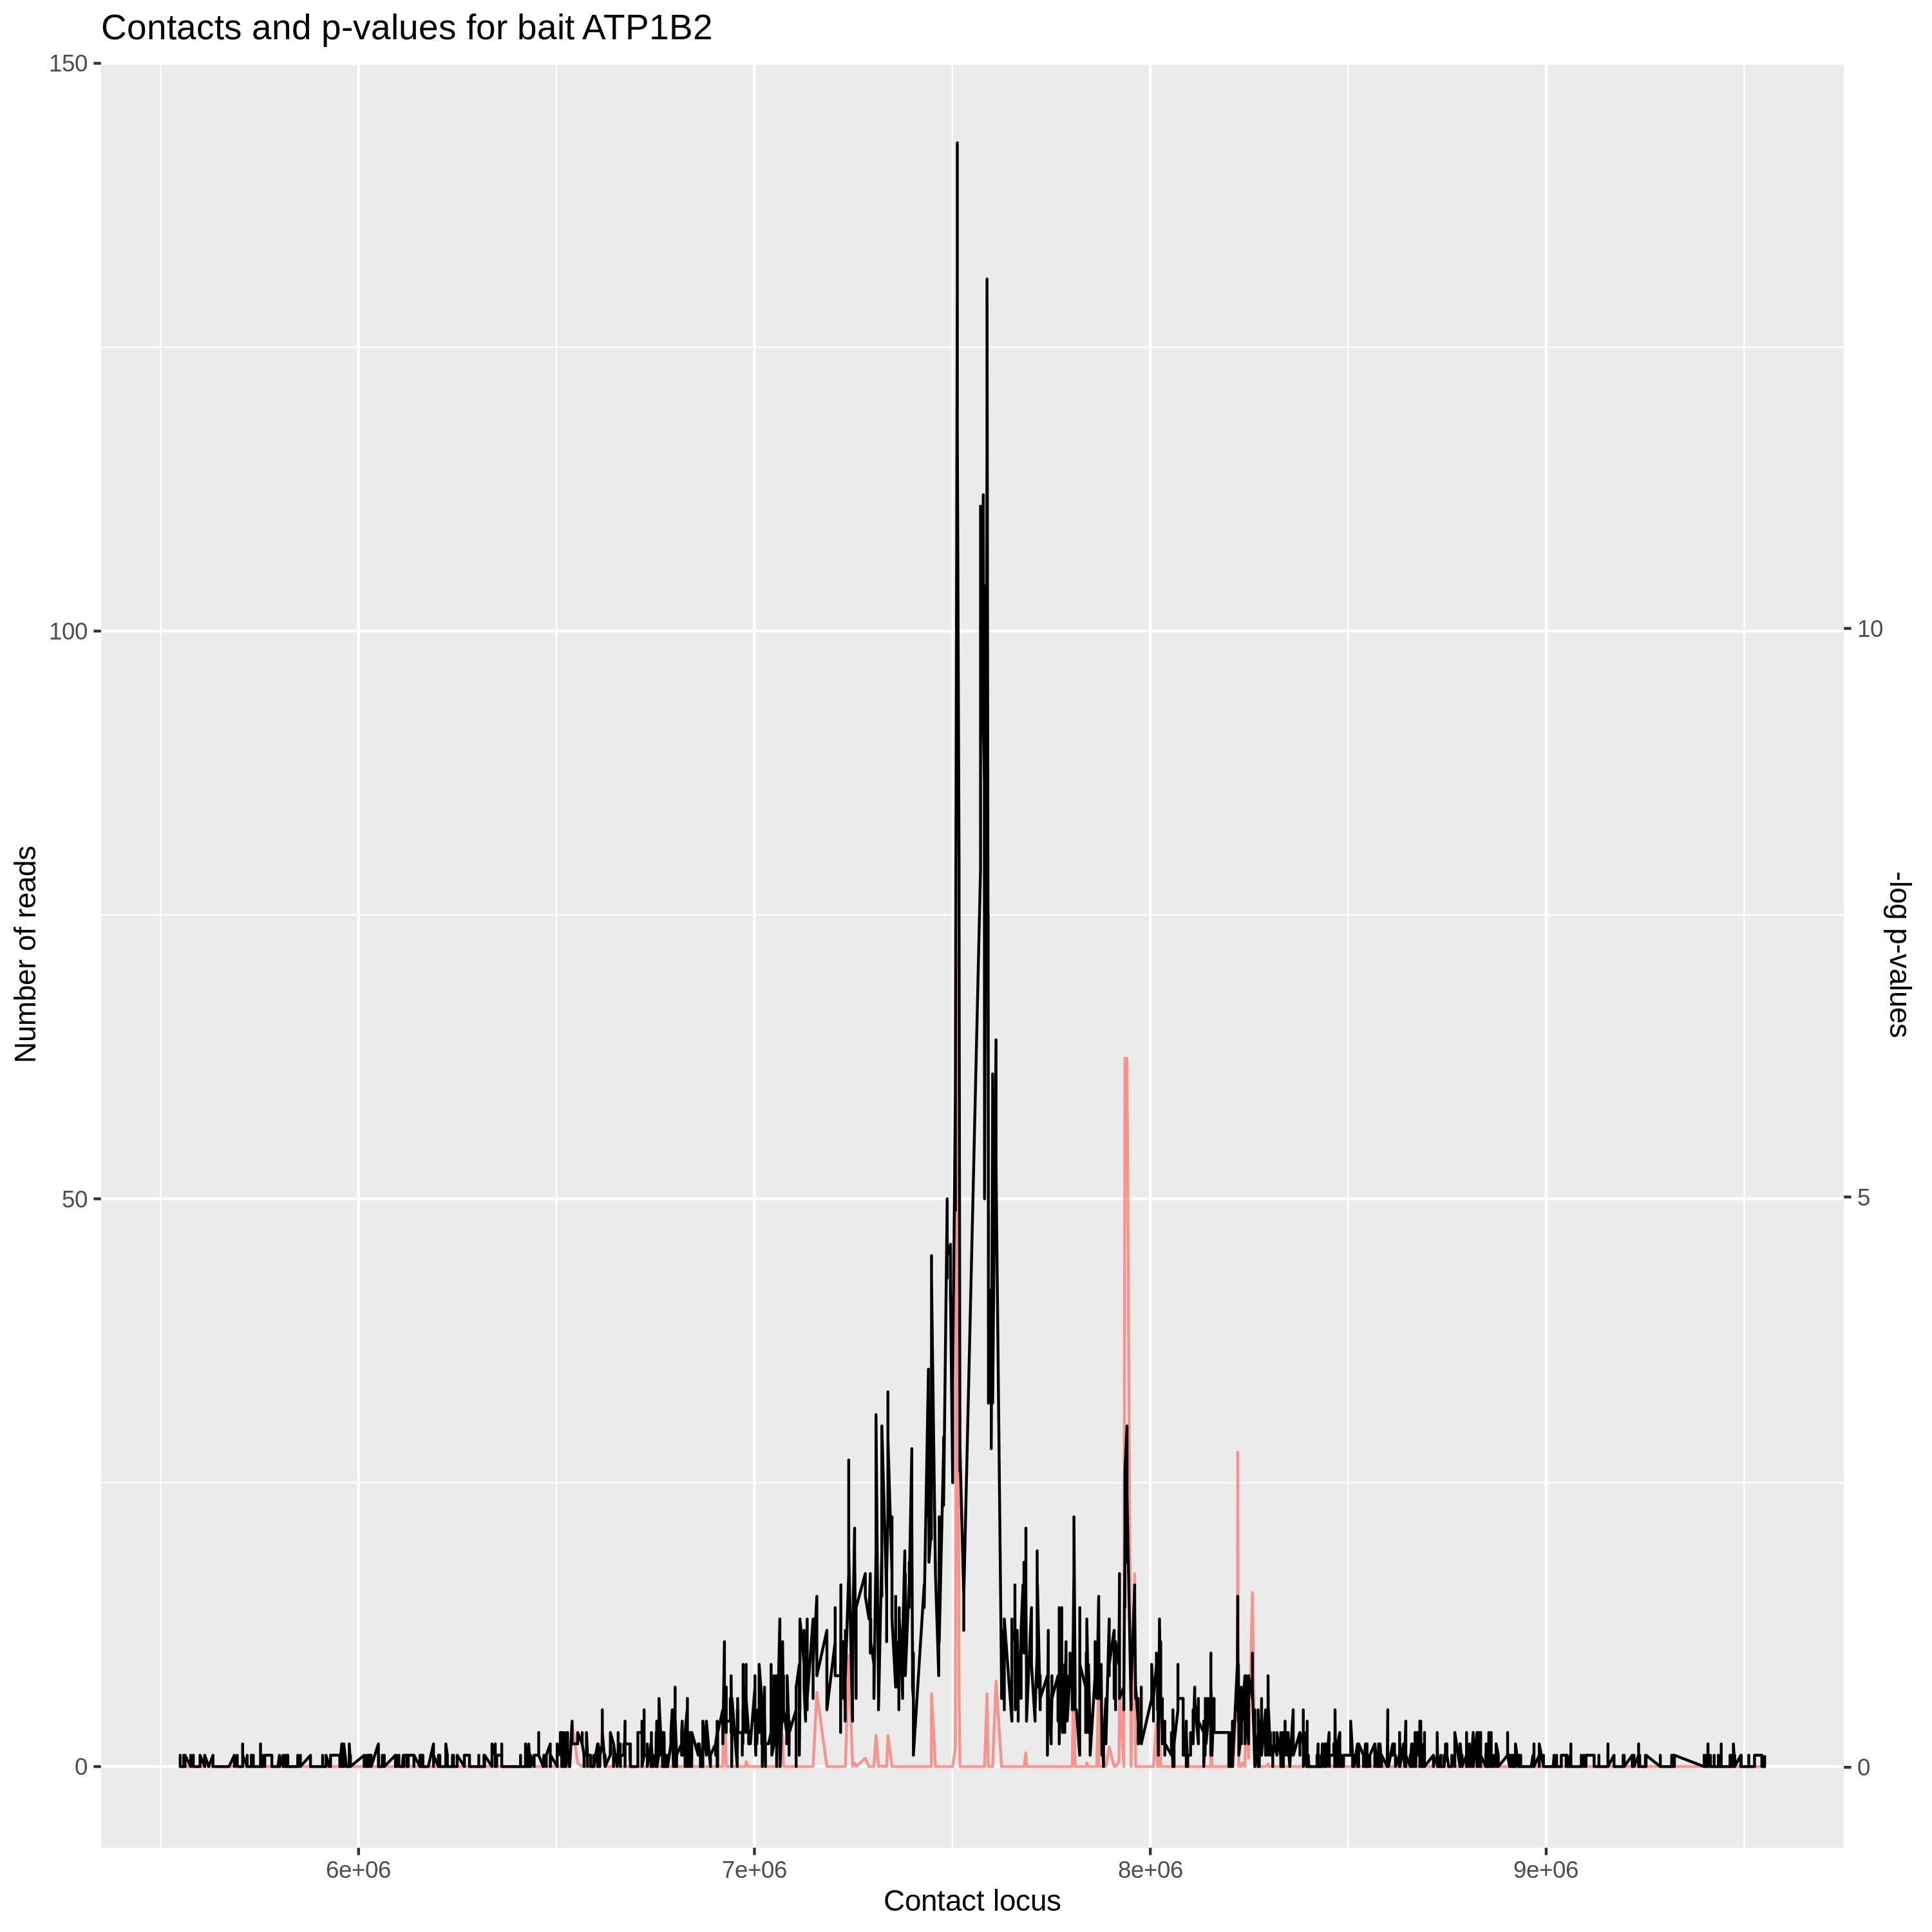 Contacts and p-values for bait ATP1B2
150
100
50
0
Number of reads
10
5
0
-log p-values
6e+06
7e+06
8e+06
9e+06
Contact locus